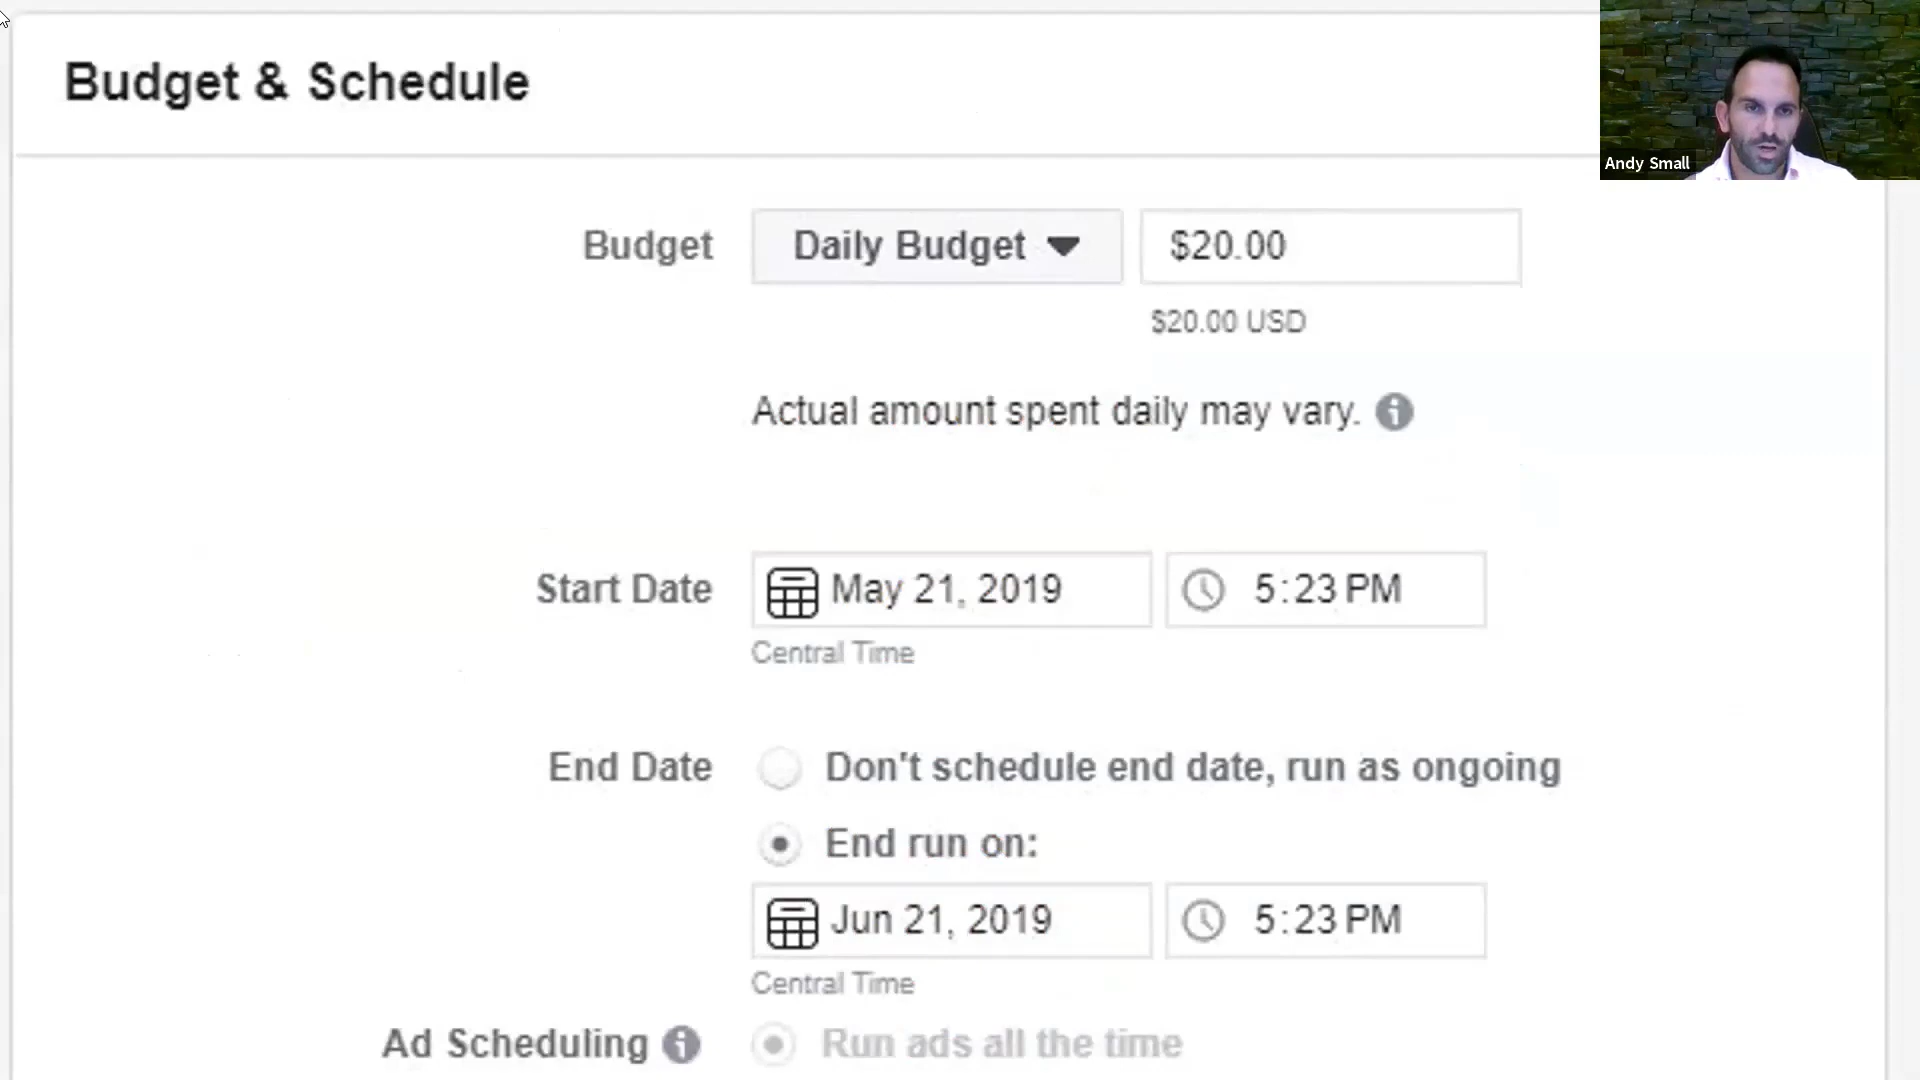 Budget & Schedule
Andy Small
Budget Daily Budget $20.00
$20.00 USD
Actual amount spent daily may vary.
Start Date May 21, 2019 5:23 PM
Central Time
End Date Don't schedule end date, run as ongoing
End run on:
Jun 21, 2019 5:23 PM
Central Time
Ad Scheduling Run ads all the time